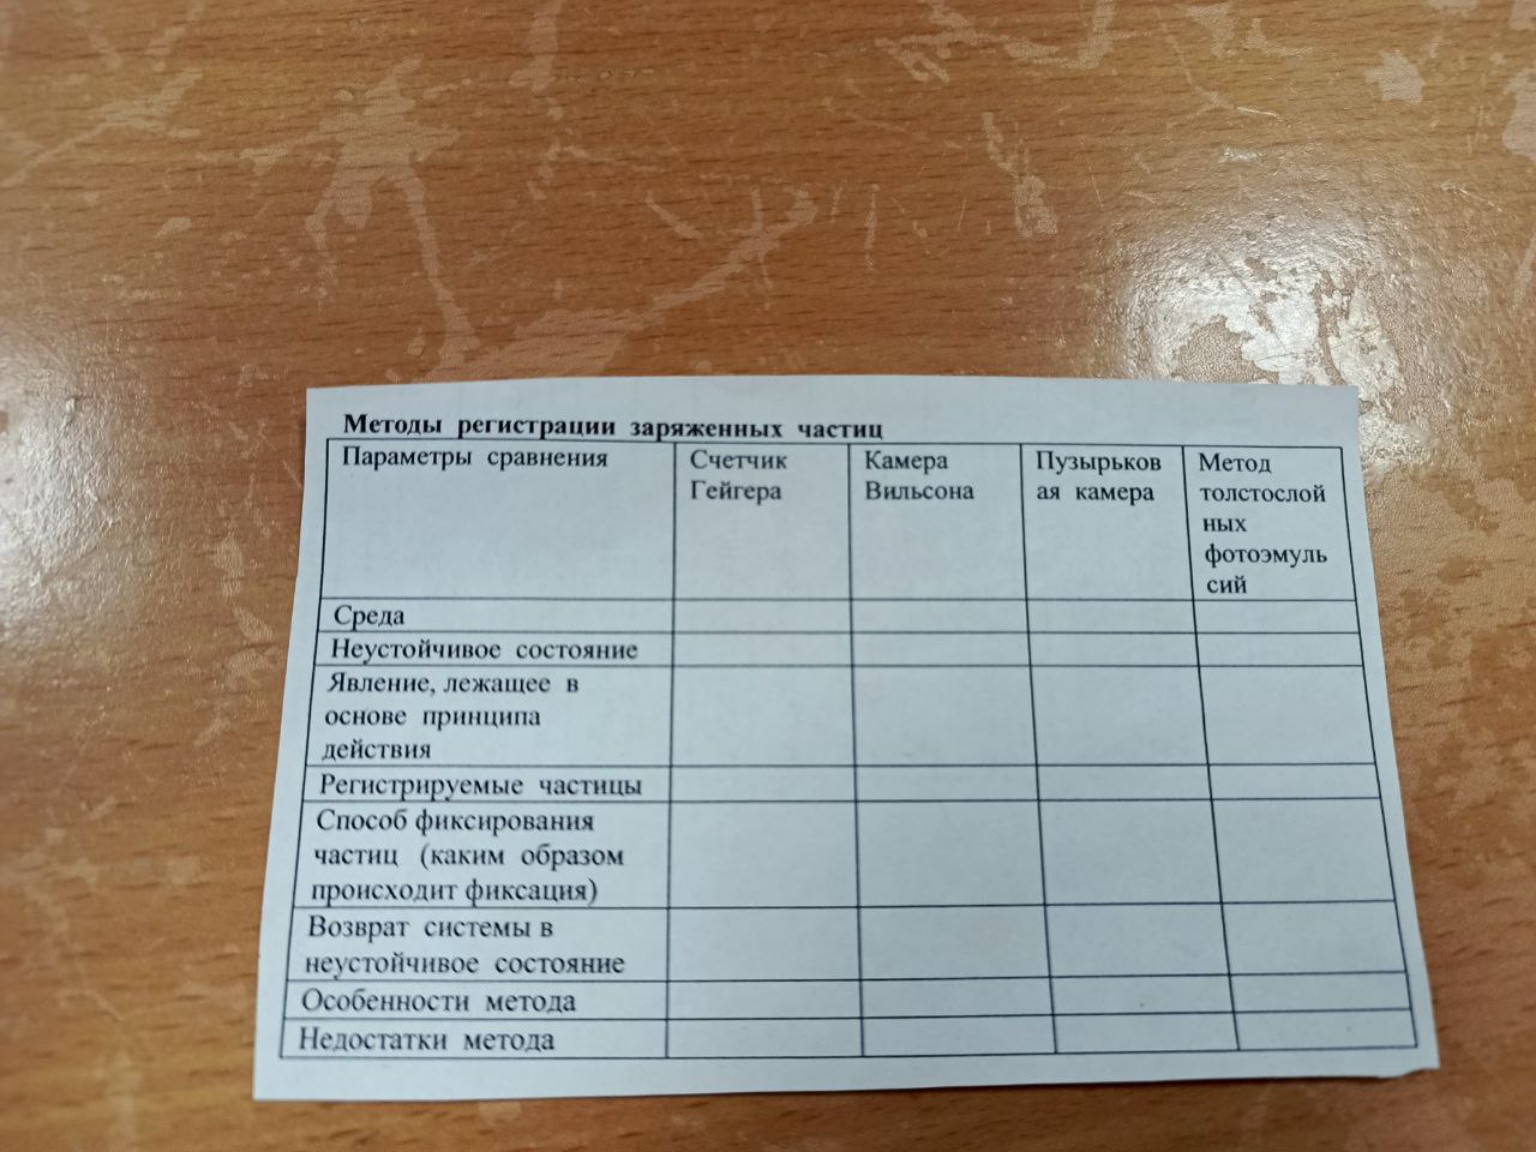 Методы регистрации заряженных частиц
Параметры сравнения
Счетчик
Гейгера
Камера
Вильсона
Пузырьков
ая камера
Метод
толстослой
ных
фотоэмуль
сий
Среда
Неустойчивое состояние
Явление, лежащее в
основе принципа
действия
Регистрируемые частицы
Способ фиксирования
частиц (каким образом
происходит фиксация)
Возврат системы в
неустойчивое состояние
Особенности метода
Недостатки метода